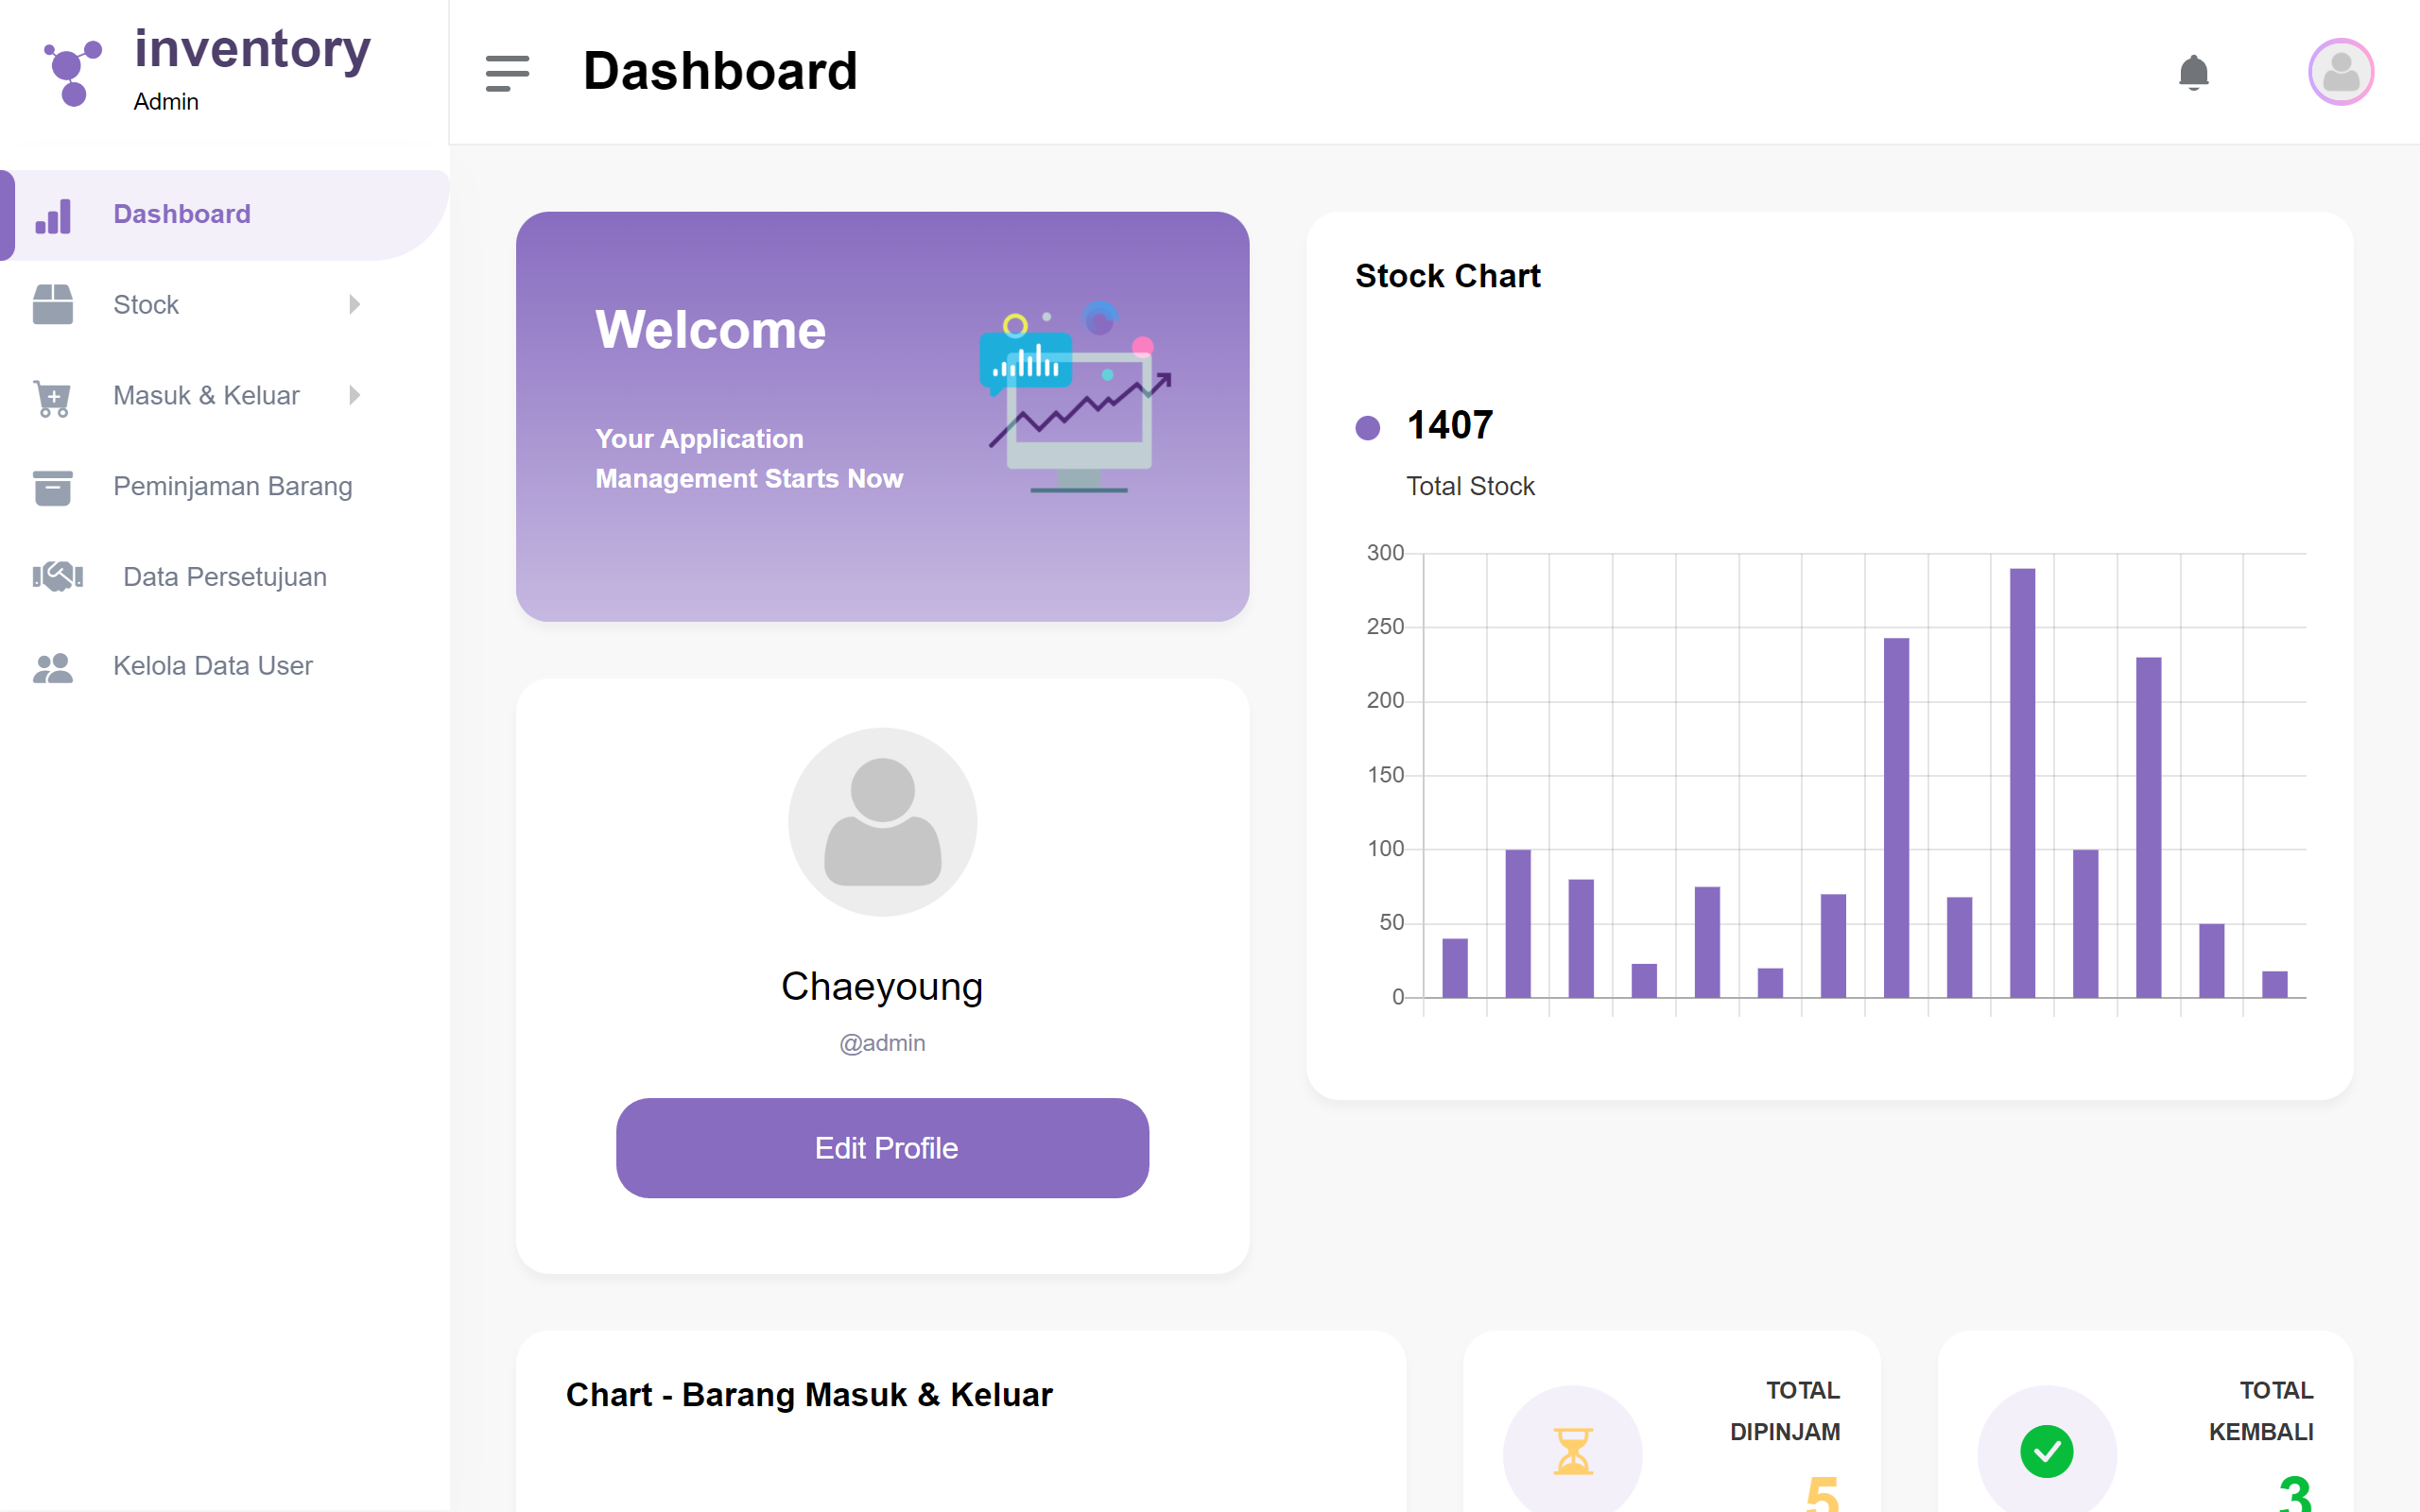 inventory
Admin
Dashboard
Dashboard
Stock
Masuk & Keluar
Peminjaman Barang
Data Persetujuan
Kelola Data User
Welcome
Your Application
Management Starts Now
Chaeyoung
@admin
Edit Profile
Stock Chart
1407
Total Stock
300
250
200
150
100
50
0
Chart - Barang Masuk & Keluar
TOTAL
DIPINJAM
5
TOTAL
KEMBALI
3